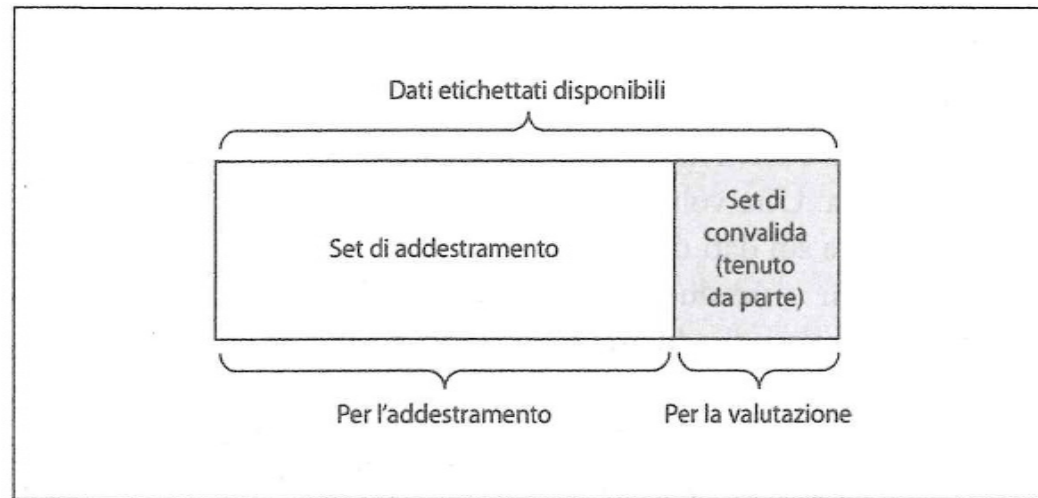 Dati etichettati disponibili
Set di addestramento
Set di
convalida
(tenuto
da parte)
Per l'addestramento
Per la valutazione